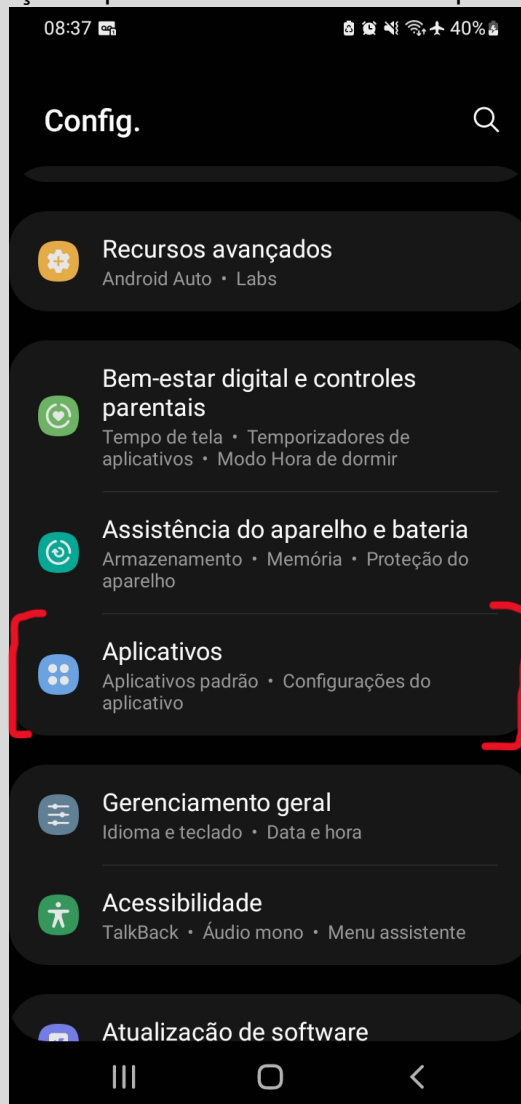 08:37
40%
Config.
Recursos avançados
Android Auto • Labs
Bem-estar digital e controles
parentais
Tempo de tela • Temporizadores de
aplicativos • Modo Hora de dormir
Assistência do aparelho e bateria
Armazenamento • Memória • Proteção do
aparelho
Aplicativos
Aplicativos padrão • Configurações do
aplicativo
Gerenciamento geral
Idioma e teclado • Data e hora
Acessibilidade
TalkBack • Áudio mono • Menu assistente
Atualização de software